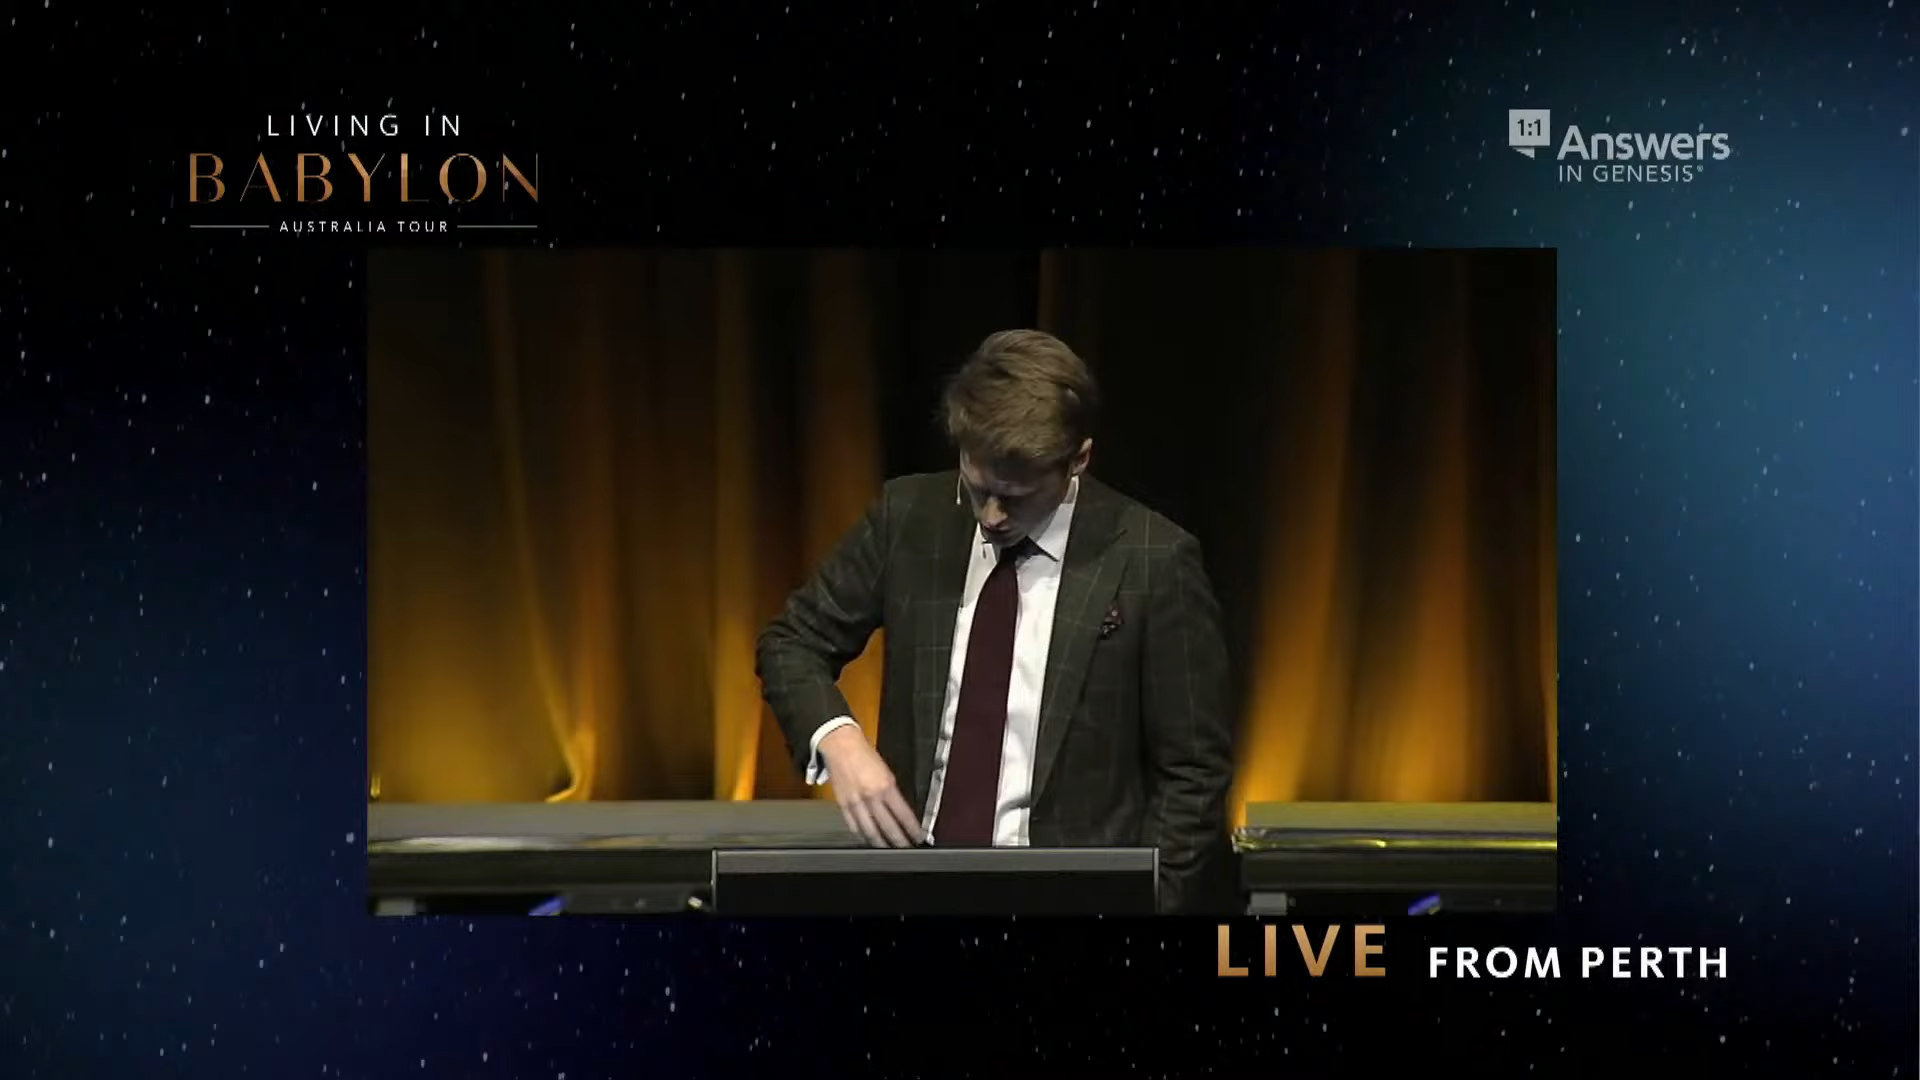 LIVING IN
BABYLON
AUSTRALIA TOUR
1:1
Answers
IN GENESIS®
LIVE FROM PERTH